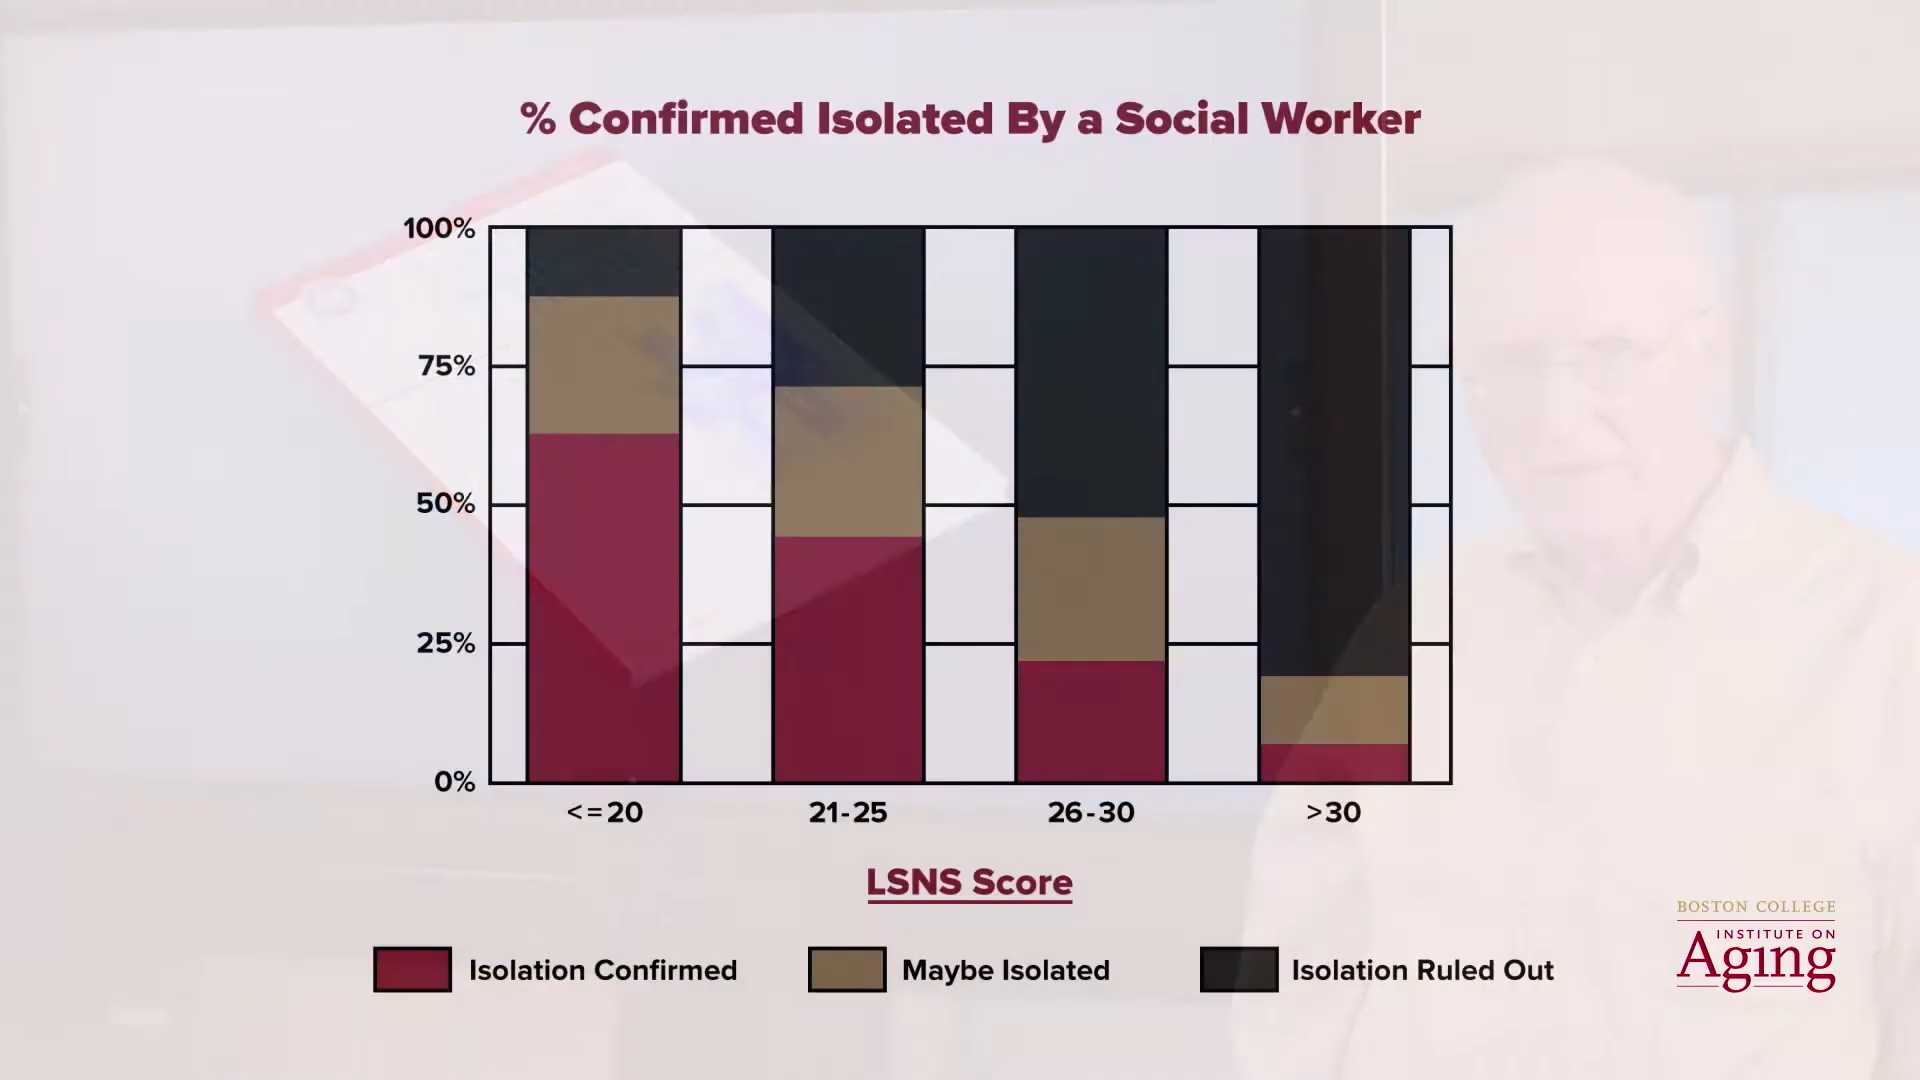 % Confirmed Isolated By a Social Worker
100%
75%
50%
25%
0%
<=20 21-25 26-30 >30
LSNS Score
Isolation Confirmed Maybe Isolated Isolation Ruled Out
BOSTON COLLEGE
INSTITUTE ON
Aging